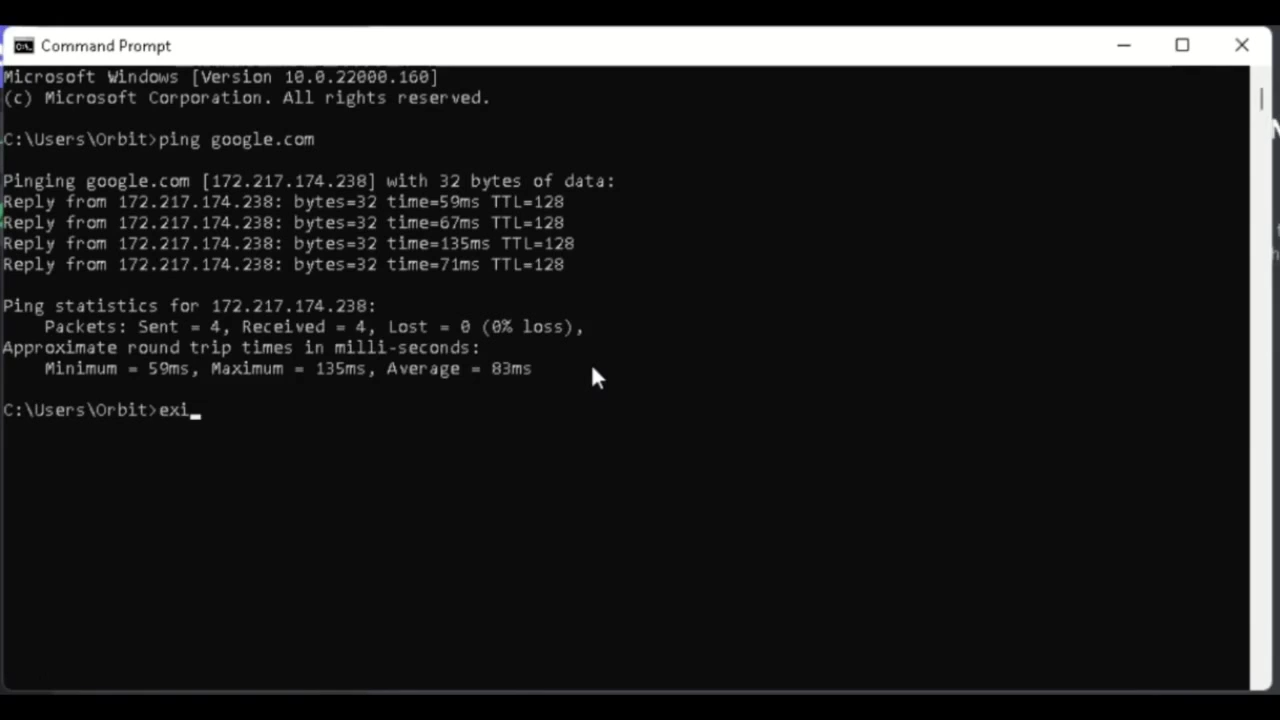 Command Prompt
Microsoft Windows [Version 10.0.22000.160]
(c) Microsoft Corporation. All rights reserved.
C:\Users\Orbit>ping google.com
Pinging google.com [172.217.174.238] with 32 bytes of data:
Reply from 172.217.174.238: bytes=32 time=59ms TTL=128
Reply from 172.217.174.238: bytes=32 time=67ms TTL=128
Reply from 172.217.174.238: bytes=32 time=135ms TTL=128
Reply from 172.217.174.238: bytes=32 time=71ms TTL=128
Ping statistics for 172.217.174.238:
    Packets: Sent = 4, Received = 4, Lost = 0 (0% loss),
Approximate round trip times in milli-seconds:
    Minimum = 59ms, Maximum = 135ms, Average = 83ms
C:\Users\Orbit>exi